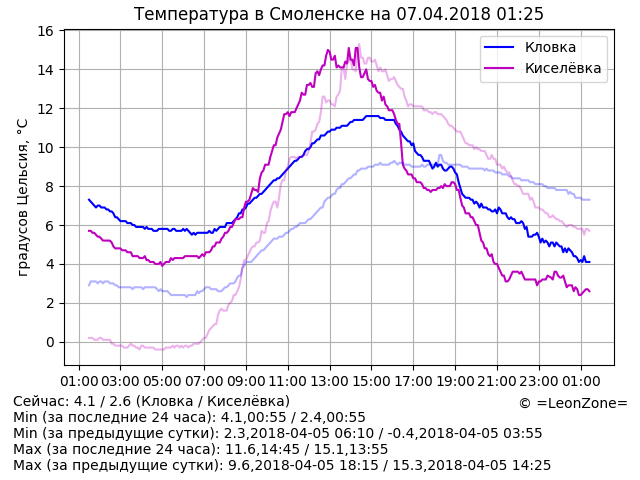 Температура в Смоленске на 07.04.2018 01:25
градусов Цельсия, °C
16
14
12
10
8
6
4
2
0
Кловка
Киселёвка
01:00 03:00 05:00 07:00 09:00 11:00 13:00 15:00 17:00 19:00 21:00 23:00 01:00
Сейчас: 4.1 / 2.6 (Кловка / Киселёвка)
© =LeonZone=
Min (за последние 24 часа): 4.1,00:55 / 2.4,00:55
Min (за предыдущие сутки): 2.3,2018-04-05 06:10 / -0.4,2018-04-05 03:55
Max (за последние 24 часа): 11.6,14:45 / 15.1,13:55
Max (за предыдущие сутки): 9.6,2018-04-05 18:15 / 15.3,2018-04-05 14:25